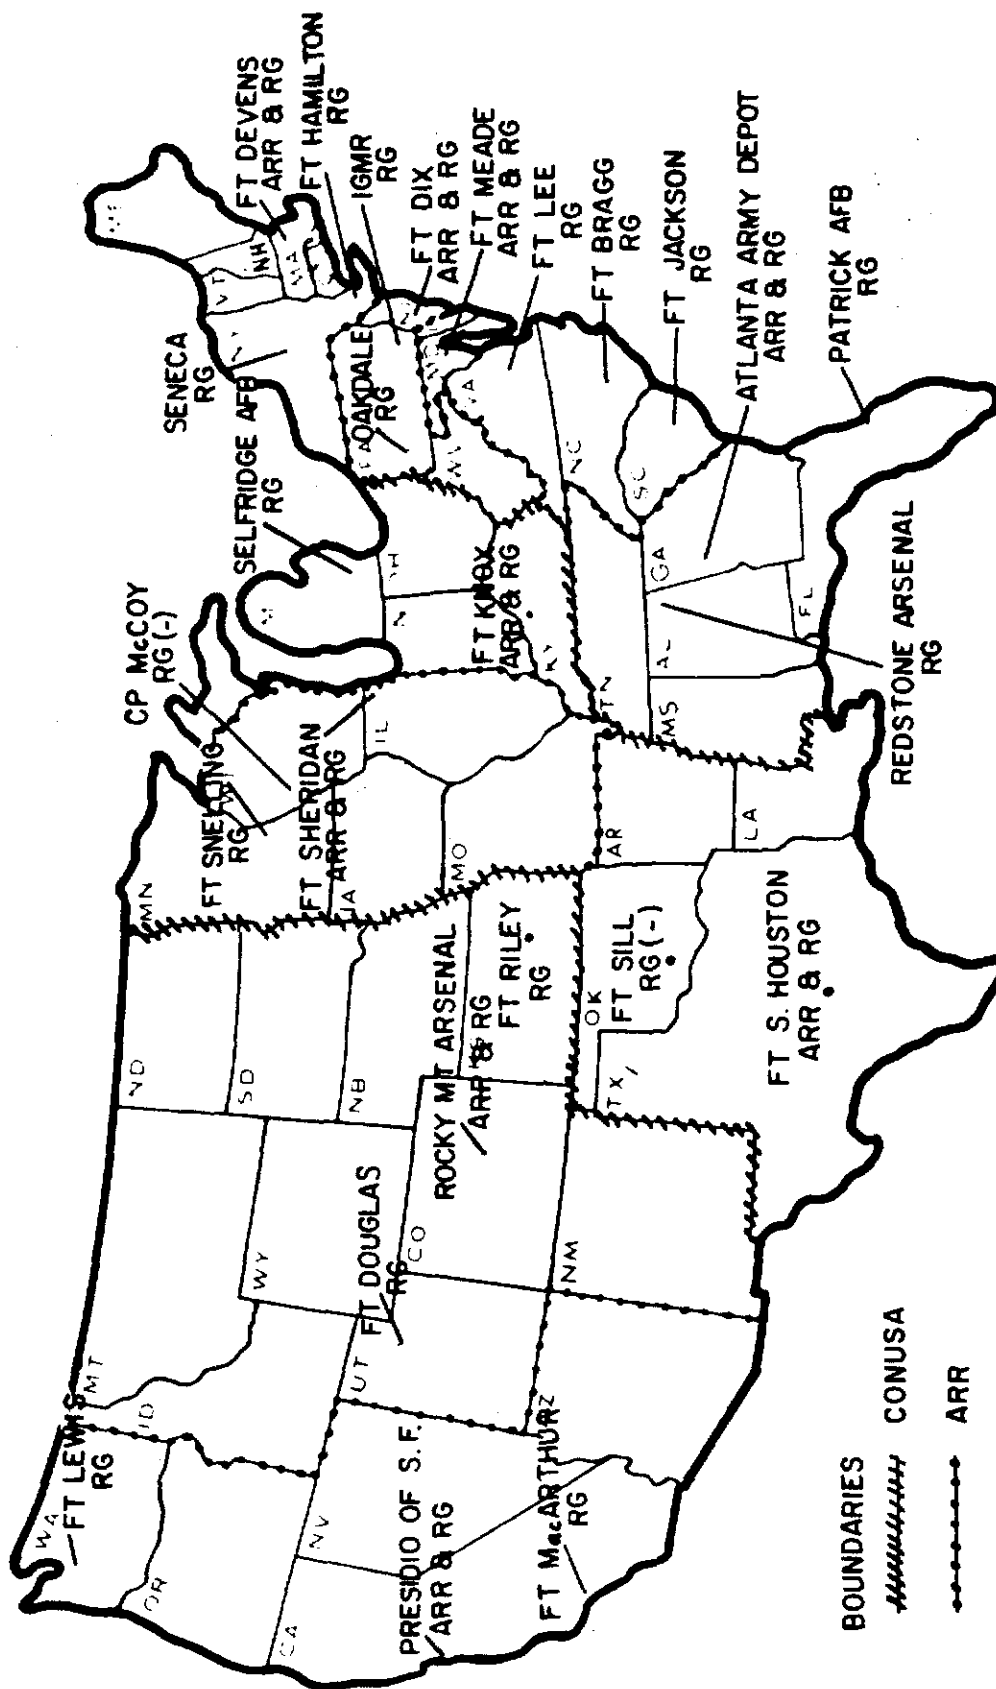 WA
FT LEWIS
RG
OR
CA
NV
ID
MT
WY
UT
CO
NM
ND
SD
NB
MN
IA
MO
IL
OK
TX
AR
LA
MS
TN
KY
AL
GA
FL
SC
NC
VA
WV
OH
VT
NH
MA
PRESIDIO OF S. F.
ARR & RG
FT MacARTHUR
RG
FT DOUGLAS
RG
ROCKY MT ARSENAL
ARR & RG
FT RILEY
RG
FT SILL
RG (-)
FT S. HOUSTON
ARR & RG
FT SNELLING
RG
FT SHERIDAN
ARR & RG
CP McCOY
RG (-)
SELFRIDGE AFB
RG
FT KNOX
ARR & RG
SENECA
RG
OAKDALE
RG
FT DEVENS
ARR & RG
FT HAMILTON
RG
IGMR
RG
FT DIX
ARR & RG
FT MEADE
ARR & RG
FT LEE
RG
FT BRAGG
RG
FT JACKSON
RG
ATLANTA ARMY DEPOT
ARR & RG
PATRICK AFB
RG
REDSTONE ARSENAL
RG
BOUNDARIES
CONUSA
ARR